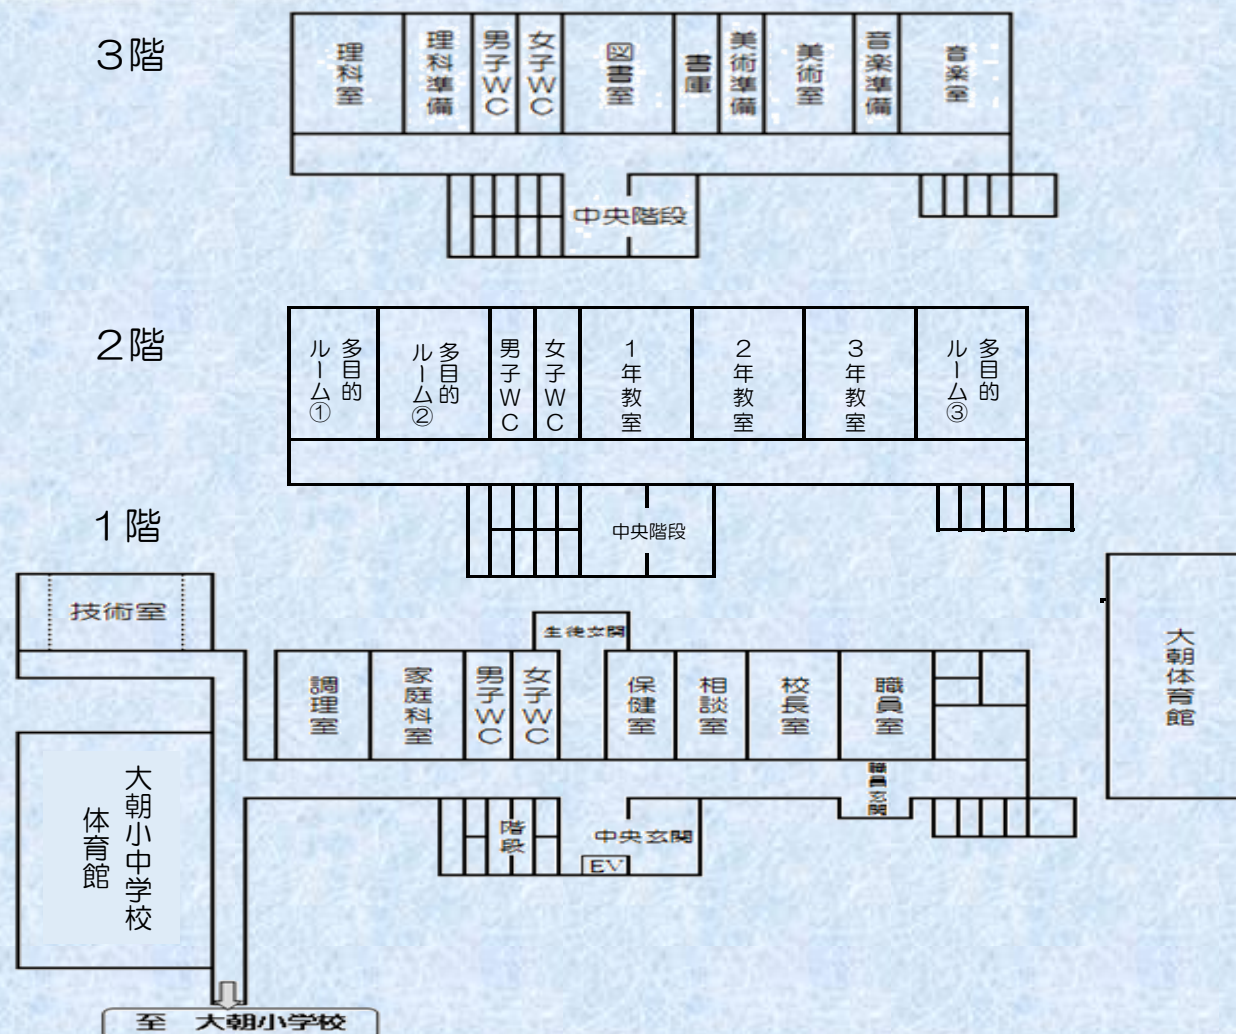 3階
理科室
理科準備
男子WC
女子WC
図書室
書庫
美術準備
美術室
音楽準備
音楽室
中央階段
2階
多目的
ルーム①
多目的
ルーム②
男子WC
女子WC
1年教室
2年教室
3年教室
多目的
ルーム③
中央階段
1階
技術室
生徒玄関
調理室
家庭科室
男子WC
女子WC
保健室
相談室
校長室
職員室
大朝体育館
職員玄関
階段
中央玄関
EV
大朝小中学校
体育館
至 大朝小学校